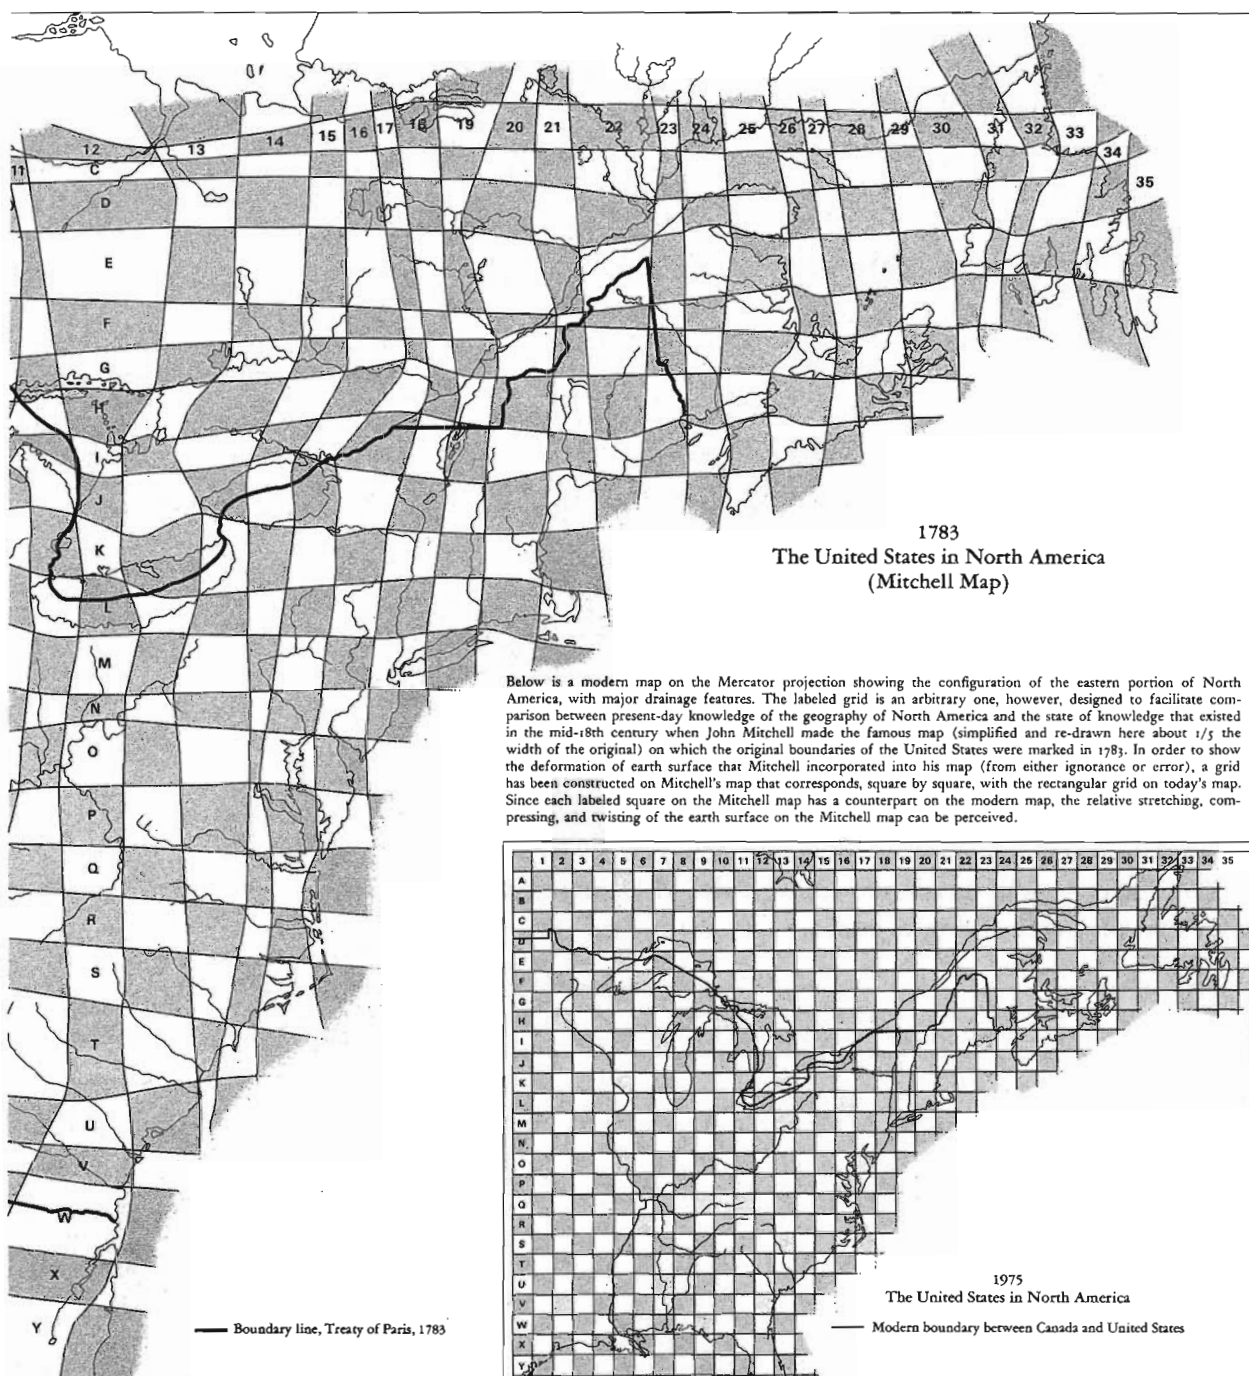 11 12 13 14 15 16 17 18 19 20 21 22 23 24 25 26 27 28 29 30 31 32 33 34 35
C
D
E
F
G
H
I
J
K
L
M
N
O
P
Q
R
S
T
U
V
W
X
Y
1783
The United States in North America
(Mitchell Map)
Below is a modern map on the Mercator projection showing the configuration of the eastern portion of North
America, with major drainage features. The labeled grid is an arbitrary one, however, designed to facilitate com-
parison between present-day knowledge of the geography of North America and the state of knowledge that existed
in the mid-18th century when John Mitchell made the famous map (simplified and re-drawn here about 1/5 the
width of the original) on which the original boundaries of the United States were marked in 1783. In order to show
the deformation of earth surface that Mitchell incorporated into his map (from either ignorance or error), a grid
has been constructed on Mitchell's map that corresponds, square by square, with the rectangular grid on today's map.
Since each labeled square on the Mitchell map has a counterpart on the modern map, the relative stretching, com-
pressing, and twisting of the earth surface on the Mitchell map can be perceived.
1 2 3 4 5 6 7 8 9 10 11 12 13 14 15 16 17 18 19 20 21 22 23 24 25 26 27 28 29 30 31 32 33 34 35
A
B
C
D
E
F
G
H
I
J
K
L
M
N
O
P
Q
R
S
T
U
V
W
X
Y
1975
The United States in North America
Modern boundary between Canada and United States
Boundary line, Treaty of Paris, 1783